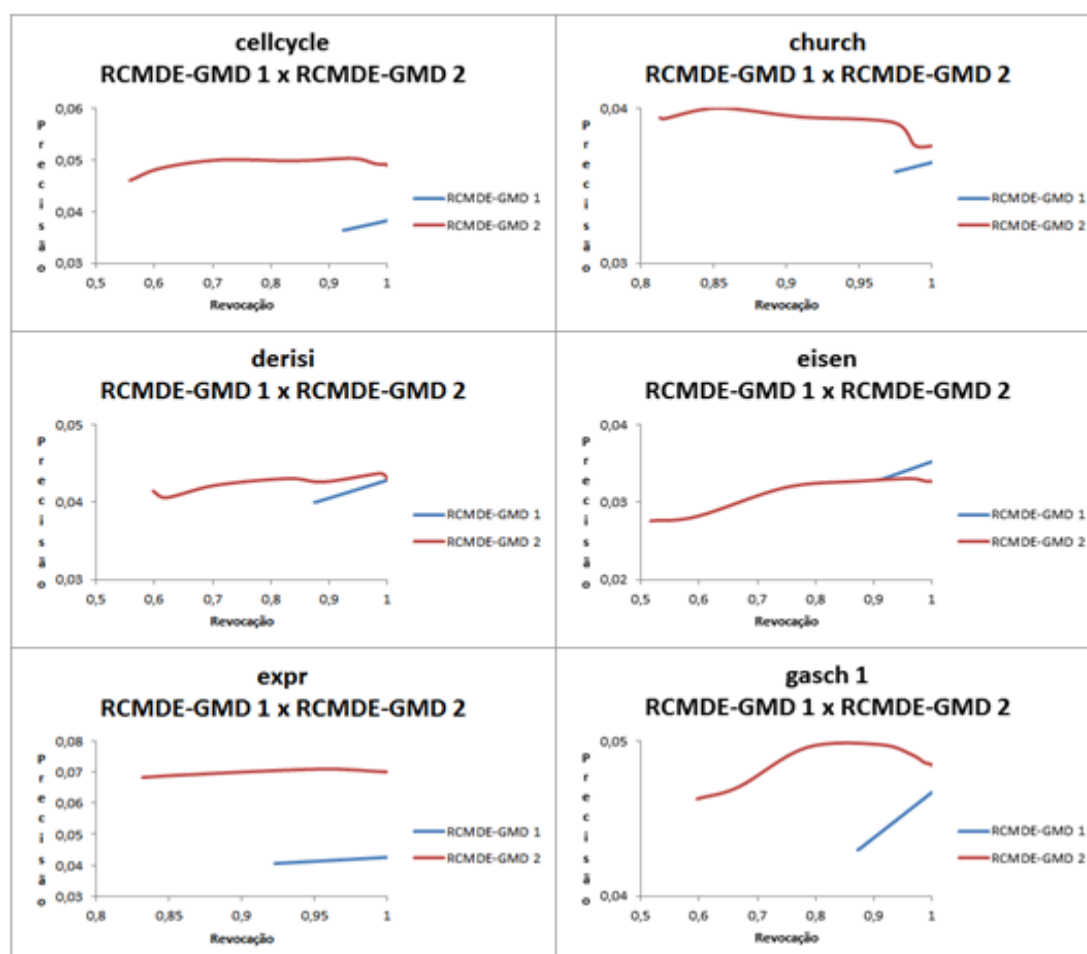 cellcycle
RCMDE-GMD 1 x RCMDE-GMD 2
Precisão
0,06
0,05
0,04
0,03
0,5
0,6
0,7
0,8
0,9
1
Revocação
RCMDE-GMD 1
RCMDE-GMD 2
church
RCMDE-GMD 1 x RCMDE-GMD 2
Precisão
0,04
0,03
0,8
0,85
0,9
0,95
1
Revocação
RCMDE-GMD 1
RCMDE-GMD 2
derisi
RCMDE-GMD 1 x RCMDE-GMD 2
Precisão
0,05
0,04
0,03
0,5
0,6
0,7
0,8
0,9
1
Revocação
RCMDE-GMD 1
RCMDE-GMD 2
eisen
RCMDE-GMD 1 x RCMDE-GMD 2
Precisão
0,04
0,03
0,02
0,5
0,6
0,7
0,8
0,9
1
Revocação
RCMDE-GMD 1
RCMDE-GMD 2
expr
RCMDE-GMD 1 x RCMDE-GMD 2
Precisão
0,08
0,07
0,06
0,05
0,04
0,03
0,8
0,85
0,9
0,95
1
Revocação
RCMDE-GMD 1
RCMDE-GMD 2
gasch 1
RCMDE-GMD 1 x RCMDE-GMD 2
Precisão
0,05
0,04
0,5
0,6
0,7
0,8
0,9
1
Revocação
RCMDE-GMD 1
RCMDE-GMD 2